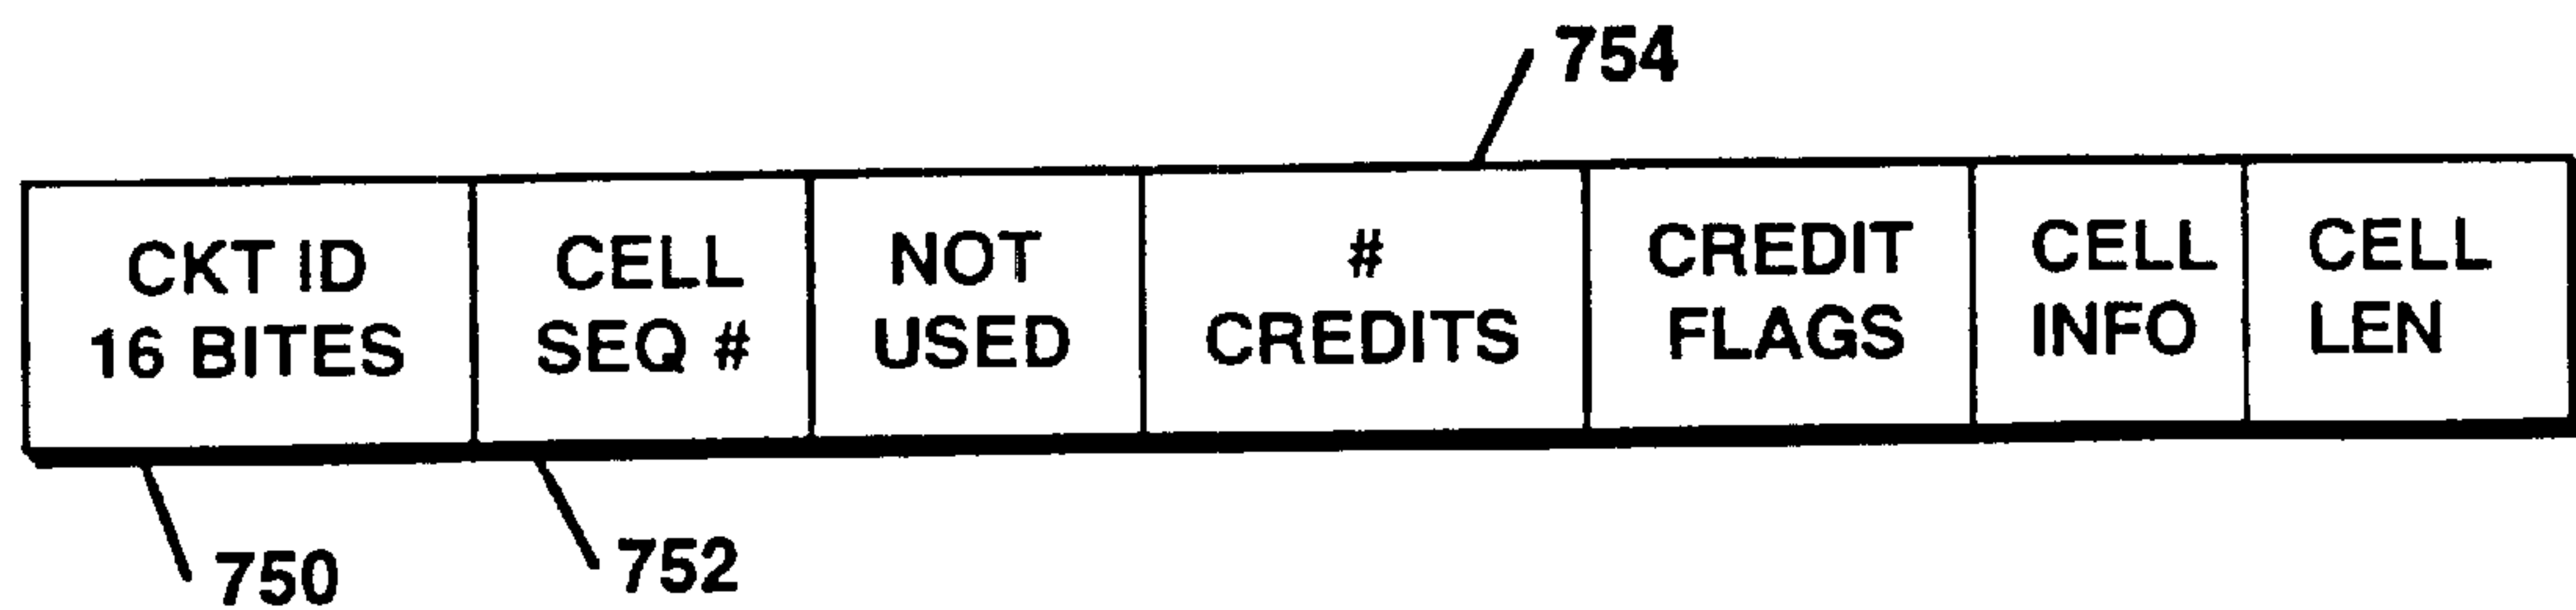 754
CKT ID
16 BITES
CELL
SEQ #
NOT
USED
#
CREDITS
CREDIT
FLAGS
CELL
INFO
CELL
LEN
750
752